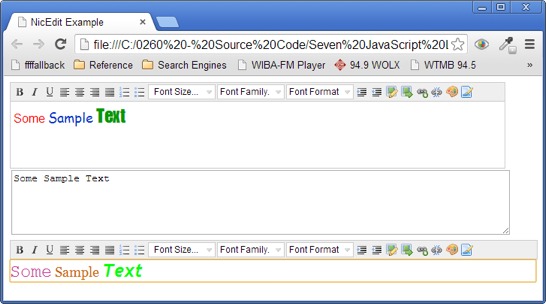 NicEdit Example
file:///C:/0260%20-%20Source%20Code/Seven%20JavaScript%20L
fffallback Reference Search Engines WIBA-FM Player 94.9 WOLX WTMB 94.5 »
B I U Font Size... Font Family. Font Format
Some Sample Text
Some Sample Text
B I U Font Size... Font Family. Font Format
Some Sample Text